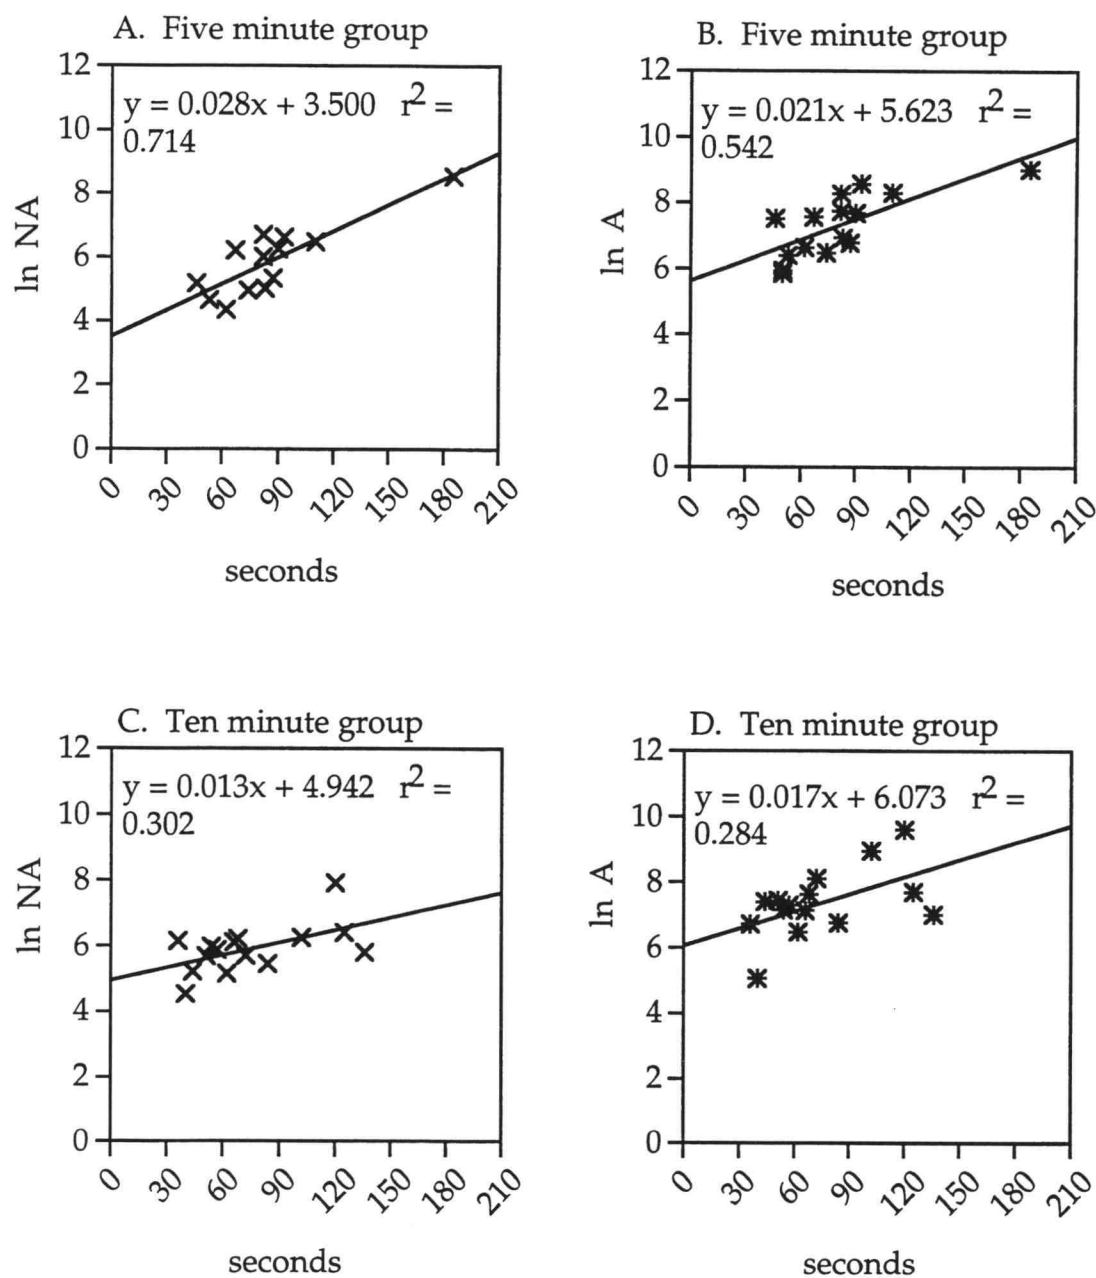 A. Five minute group
12
y = 0.028x + 3.500 r2 =
0.714
10
8
6
4
2
0
ln NA
0 30 60 90 120 150 180 210
seconds
B. Five minute group
12
y = 0.021x + 5.623 r2 =
0.542
10
8
6
4
2
0
ln A
0 30 60 90 120 150 180 210
seconds
C. Ten minute group
12
y = 0.013x + 4.942 r2 =
0.302
10
8
6
4
2
0
ln NA
0 30 60 90 120 150 180 210
seconds
D. Ten minute group
12
y = 0.017x + 6.073 r2 =
0.284
10
8
6
4
2
0
ln A
0 30 60 90 120 150 180 210
seconds